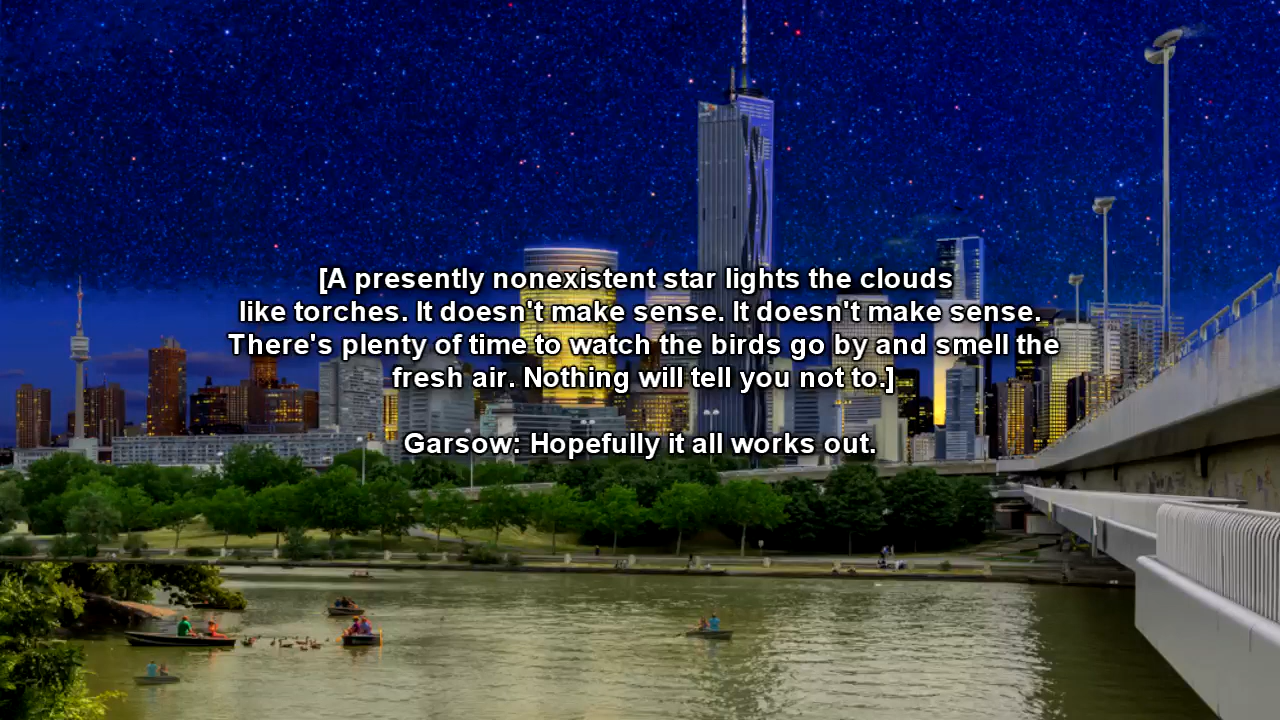 [A presently nonexistent star lights the clouds
like torches. It doesn't make sense. It doesn't make sense.
There's plenty of time to watch the birds go by and smell the
fresh air. Nothing will tell you not to.]
Garsow: Hopefully it all works out.